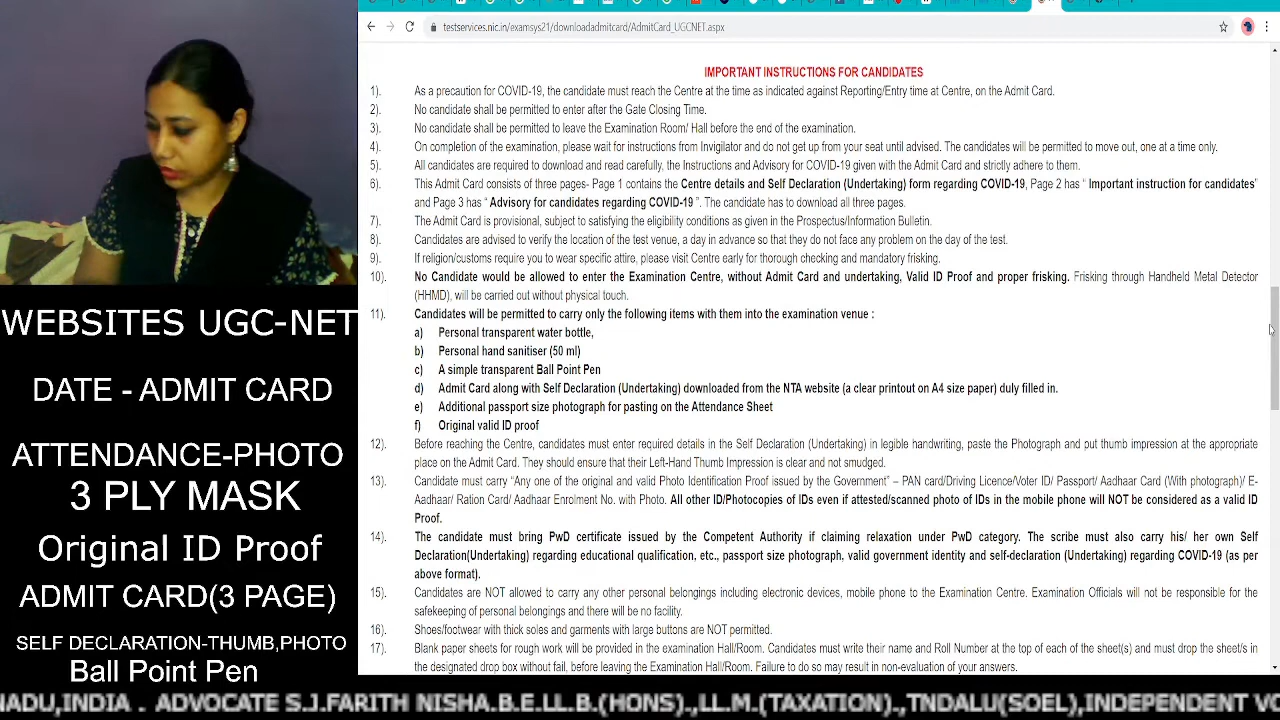 testservices.nic.in/examsys21/downloadadmitcard/AdmitCard_UGCNET.aspx
IMPORTANT INSTRUCTIONS FOR CANDIDATES
1). As a precaution for COVID-19, the candidate must reach the Centre at the time as indicated against Reporting/Entry time at Centre, on the Admit Card.
2). No candidate shall be permitted to enter after the Gate Closing Time.
3). No candidate shall be permitted to leave the Examination Room/ Hall before the end of the examination.
4). On completion of the examination, please wait for instructions from Invigilator and do not get up from your seat until advised. The candidates will be permitted to move out, one at a time only.
5). All candidates are required to download and read carefully, the Instructions and Advisory for COVID-19 given with the Admit Card and strictly adhere to them.
6). This Admit Card consists of three pages- Page 1 contains the Centre details and Self Declaration (Undertaking) form regarding COVID-19, Page 2 has " Important instruction for candidates"
and Page 3 has " Advisory for candidates regarding COVID-19 ". The candidate has to download all three pages.
7). The Admit Card is provisional, subject to satisfying the eligibility conditions as given in the Prospectus/Information Bulletin.
8). Candidates are advised to verify the location of the test venue, a day in advance so that they do not face any problem on the day of the test.
9). If religion/customs require you to wear specific attire, please visit Centre early for thorough checking and mandatory frisking.
10). No Candidate would be allowed to enter the Examination Centre, without Admit Card and undertaking, Valid ID Proof and proper frisking. Frisking through Handheld Metal Detector
(HHMD), will be carried out without physical touch.
11). Candidates will be permitted to carry only the following items with them into the examination venue :
a) Personal transparent water bottle,
b) Personal hand sanitiser (50 ml)
c) A simple transparent Ball Point Pen
d) Admit Card along with Self Declaration (Undertaking) downloaded from the NTA website (a clear printout on A4 size paper) duly filled in.
e) Additional passport size photograph for pasting on the Attendance Sheet
f) Original valid ID proof
12). Before reaching the Centre, candidates must enter required details in the Self Declaration (Undertaking) in legible handwriting, paste the Photograph and put thumb impression at the appropriate
place on the Admit Card. They should ensure that their Left-Hand Thumb Impression is clear and not smudged.
13). Candidate must carry "Any one of the original and valid Photo Identification Proof issued by the Government" – PAN card/Driving Licence/Voter ID/ Passport/ Aadhaar Card (With photograph)/ E-
Aadhaar/ Ration Card/ Aadhaar Enrolment No. with Photo. All other ID/Photocopies of IDs even if attested/scanned photo of IDs in the mobile phone will NOT be considered as a valid ID
Proof.
14). The candidate must bring PwD certificate issued by the Competent Authority if claiming relaxation under PwD category. The scribe must also carry his/ her own Self
Declaration(Undertaking) regarding educational qualification, etc., passport size photograph, valid government identity and self-declaration (Undertaking) regarding COVID-19 (as per
above format).
15). Candidates are NOT allowed to carry any other personal belongings including electronic devices, mobile phone to the Examination Centre. Examination Officials will not be responsible for the
safekeeping of personal belongings and there will be no facility.
16). Shoes/footwear with thick soles and garments with large buttons are NOT permitted.
17). Blank paper sheets for rough work will be provided in the examination Hall/Room. Candidates must write their name and Roll Number at the top of each of the sheet(s) and must drop the sheet/s in
the designated drop box without fail, before leaving the Examination Hall/Room. Failure to do so may result in non-evaluation of your answers.
WEBSITES UGC-NET
DATE - ADMIT CARD
ATTENDANCE-PHOTO
3 PLY MASK
Original ID Proof
ADMIT CARD(3 PAGE)
SELF DECLARATION-THUMB,PHOTO
Ball Point Pen
NADU,INDIA . ADVOCATE S.J.FARITH NISHA.B.E.LL.B.(HONS).,LL.M.(TAXATION).,TNDALU(SOEL),INDEPENDENT